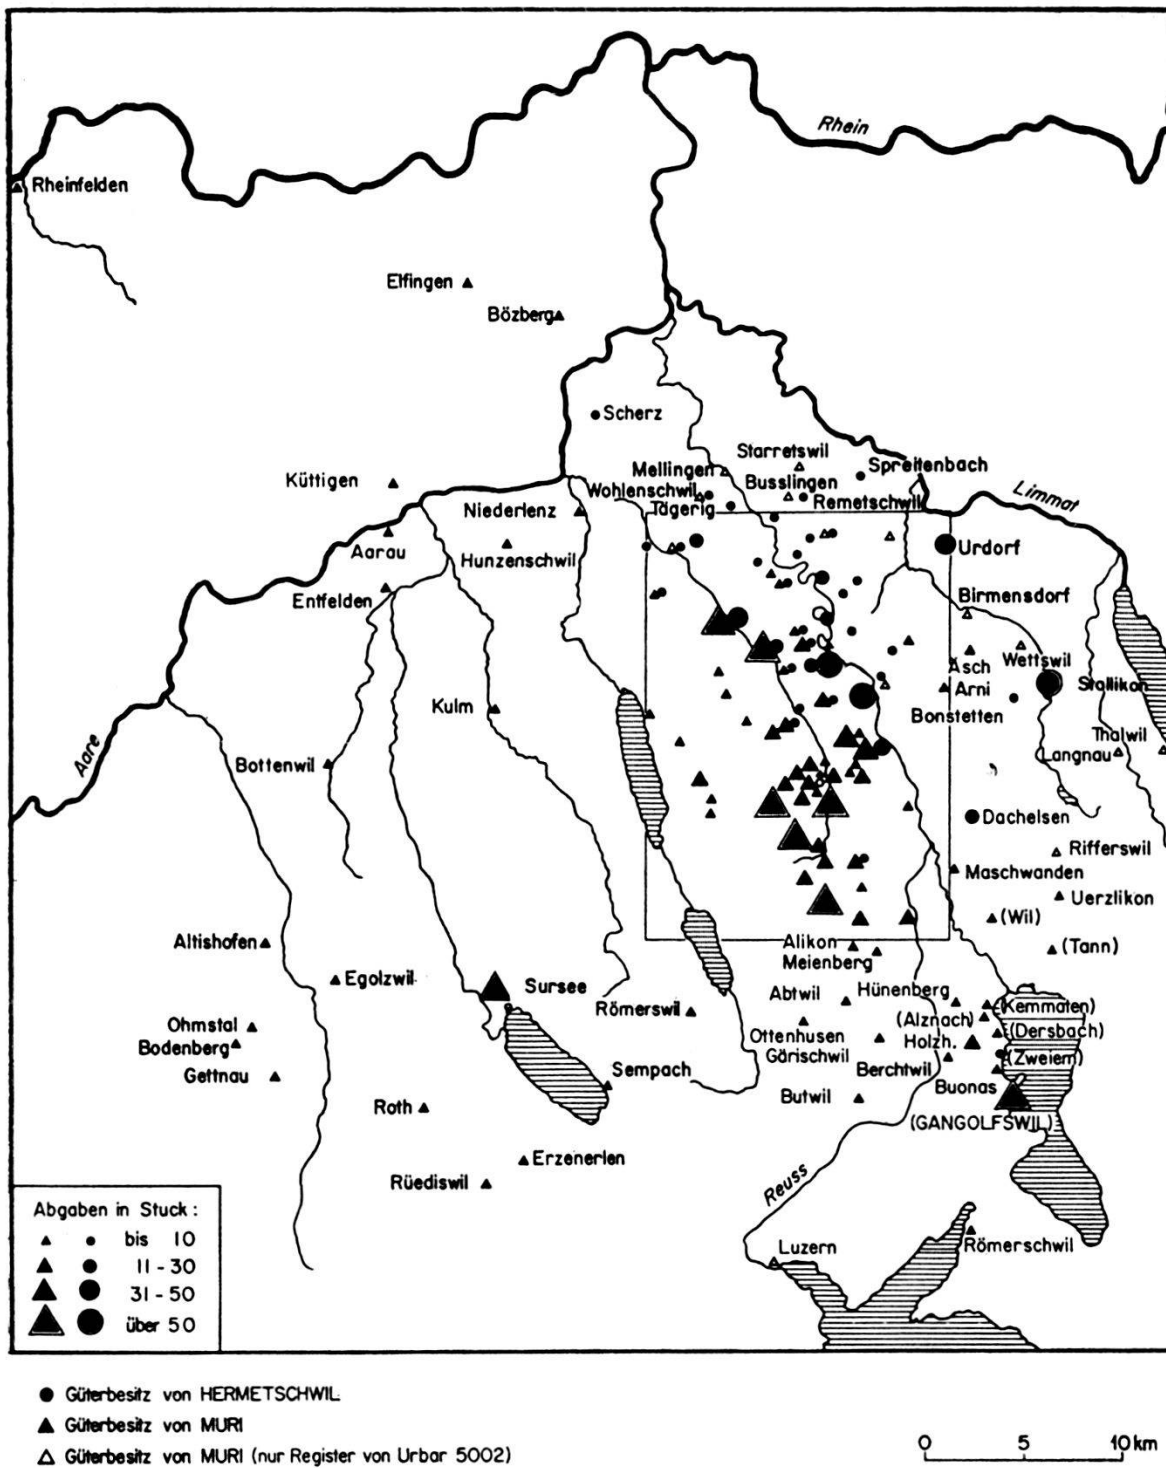 Rhein
Rheinfelden
Elfingen
Bözberg
Scherz
Starretswil
Mellingen
Spreitenbach
Küttigen
Busslingen
Wohlenschwil
Remetschwil
Limmat
Niederlenz
Tägerig
Aarau
Hunzenschwil
Urdorf
Entfelden
Birmensdorf
Äsch
Wettswil
Arni
Stallikon
Kulm
Bonstetten
Thalwil
Aare
Langnau
Bottenwil
Dachelsen
Rifferswil
Maschwanden
Uerzlikon
(Wil)
Altishofen
Alikon
(Tann)
Meienberg
Egolzwil
Sursee
Abtwil
Hünenberg
Römerswil
(Kemmaten)
Ohmstal
Ottenhusen
(Alznach)
(Dersbach)
Bodenberg
Görischwil
Holzh.
(Zweiern)
Gettnau
Sempach
Berchtwil
Buonas
Roth
Butwil
(GANGOLFSWIL)
Erzenerlen
Rüediswil
Reuss
Luzern
Römerschwil
Abgaben in Stuck :
bis 10
11 - 30
31 - 50
über 50
Güterbesitz von HERMETSCHWIL
Güterbesitz von MURI
Güterbesitz von MURI (nur Register von Urbar 5002)
0 5 10 km